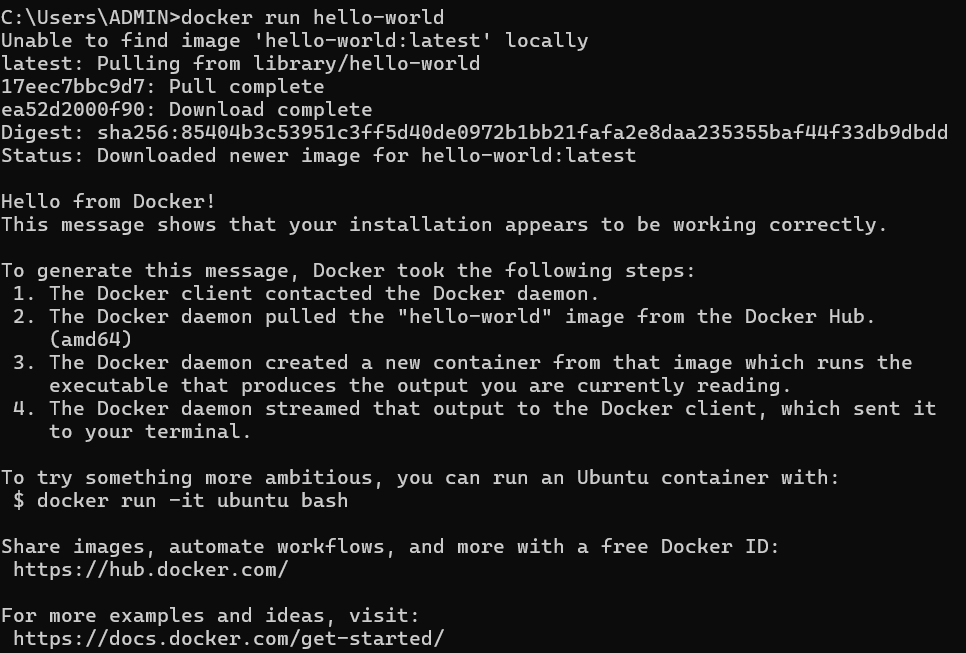 C:\Users\ADMIN>docker run hello-world
Unable to find image 'hello-world:latest' locally
latest: Pulling from library/hello-world
17eec7bbc9d7: Pull complete
ea52d2000f90: Download complete
Digest: sha256:85404b3c53951c3ff5d40de0972b1bb21fafa2e8daa235355baf44f33db9dbdd
Status: Downloaded newer image for hello-world:latest

Hello from Docker!
This message shows that your installation appears to be working correctly.

To generate this message, Docker took the following steps:
 1. The Docker client contacted the Docker daemon.
 2. The Docker daemon pulled the "hello-world" image from the Docker Hub.
    (amd64)
 3. The Docker daemon created a new container from that image which runs the
    executable that produces the output you are currently reading.
 4. The Docker daemon streamed that output to the Docker client, which sent it
    to your terminal.

To try something more ambitious, you can run an Ubuntu container with:
 $ docker run -it ubuntu bash

Share images, automate workflows, and more with a free Docker ID:
 https://hub.docker.com/

For more examples and ideas, visit:
 https://docs.docker.com/get-started/